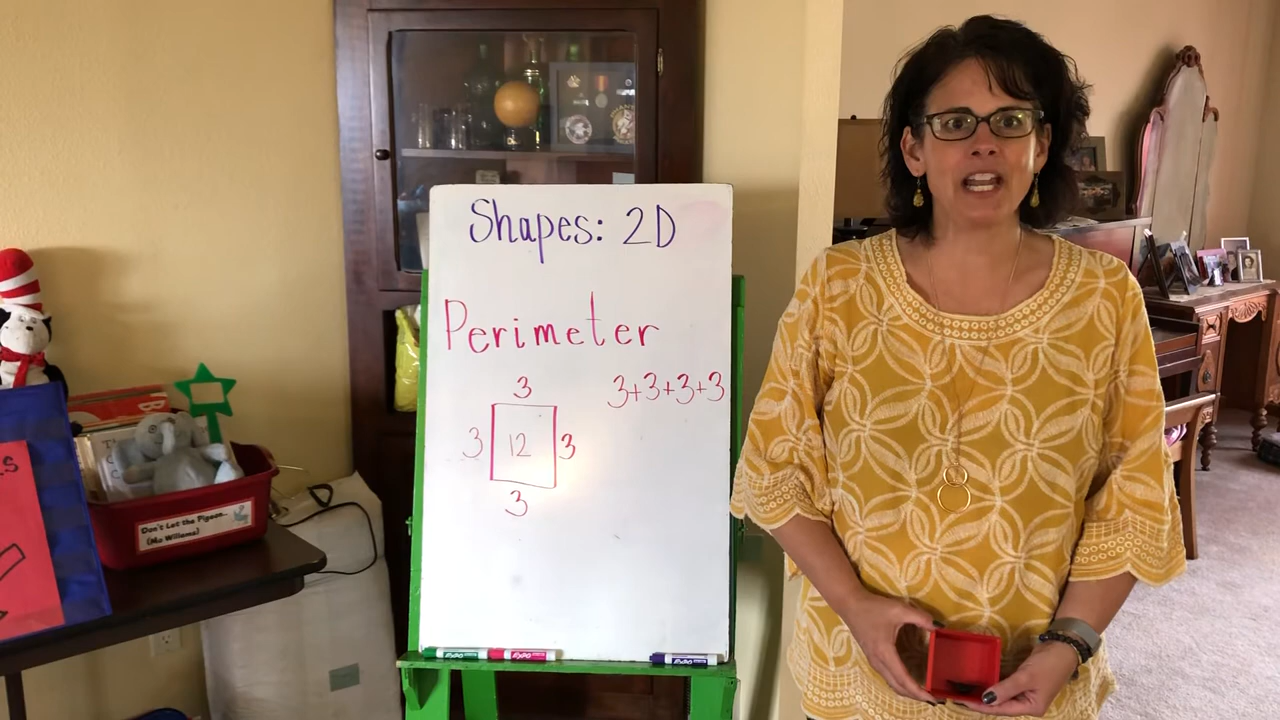 Shapes: 2D
Perimeter
3
3+3+3+3
3 12 3
3
Don't Let the Pigeon...
(Mo Willems)
EXPO
EXPO
EXPO